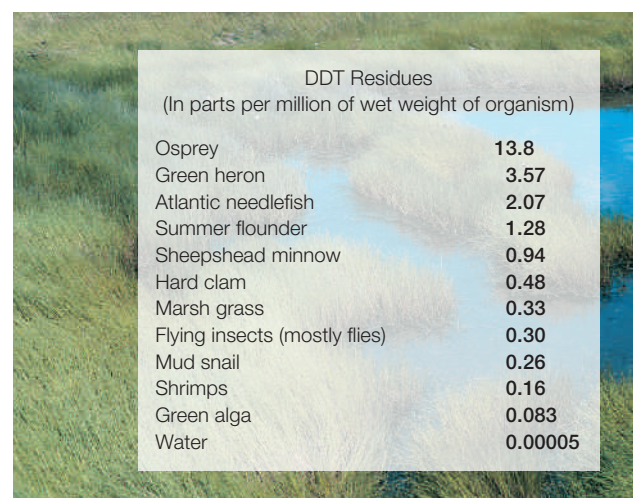 DDT Residues
(In parts per million of wet weight of organism)
Osprey 13.8
Green heron 3.57
Atlantic needlefish 2.07
Summer flounder 1.28
Sheepshead minnow 0.94
Hard clam 0.48
Marsh grass 0.33
Flying insects (mostly flies) 0.30
Mud snail 0.26
Shrimps 0.16
Green alga 0.083
Water 0.00005